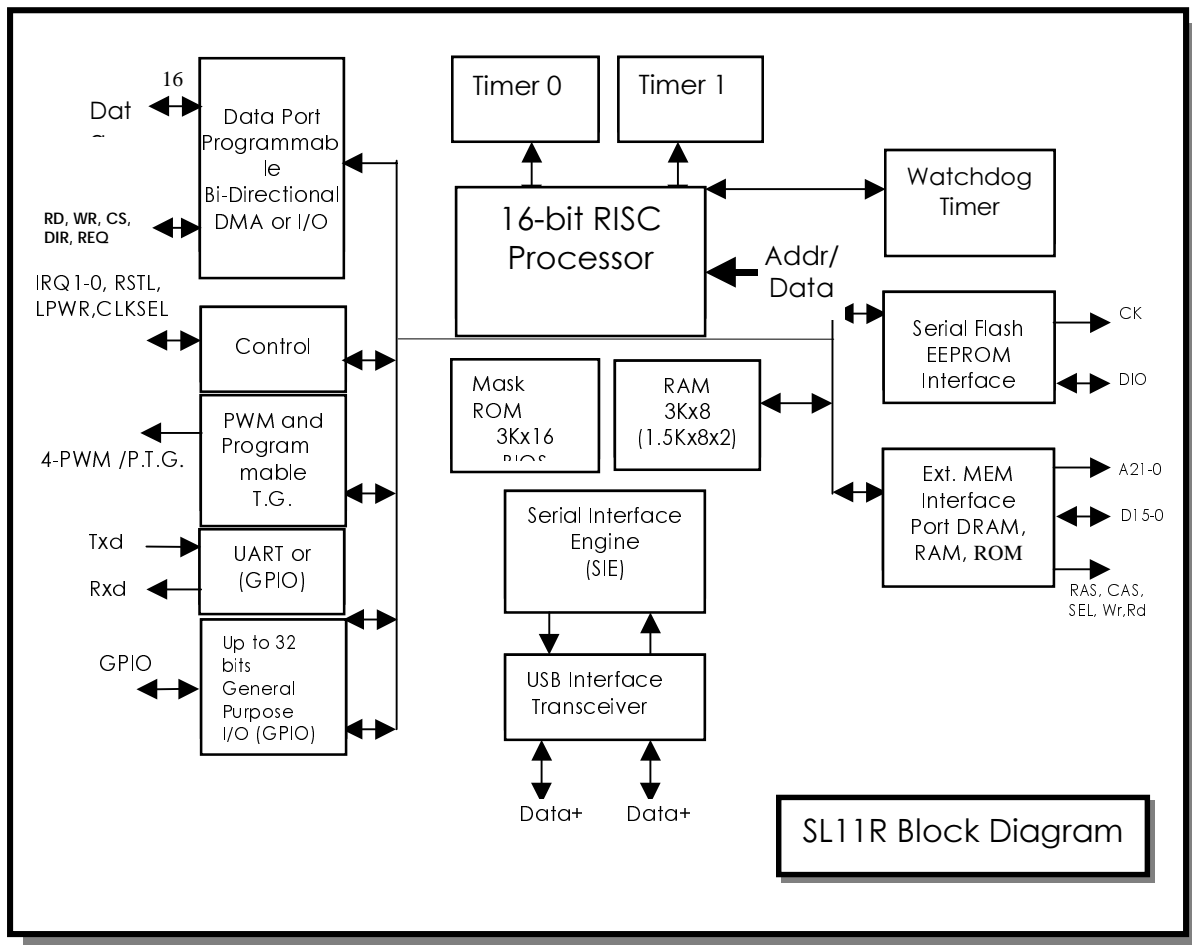 16
Dat
Data Port
Programmab
le
Bi-Directional
DMA or I/O
RD, WR, CS,
DIR, REQ
Timer 0
Timer 1
16-bit RISC
Processor
Watchdog
Timer
Addr/
Data
IRQ1-0, RSTL,
LPWR,CLKSEL
Control
Serial Flash
EEPROM
Interface
CK
DIO
Mask
ROM
3Kx16
BIOS
RAM
3Kx8
(1.5Kx8x2)
PWM and
Program
mable
T.G.
4-PWM /P.T.G.
Ext. MEM
Interface
Port DRAM,
RAM, ROM
A21-0
D15-0
RAS, CAS,
SEL, Wr,Rd
Serial Interface
Engine
(SIE)
Txd
Rxd
UART or
(GPIO)
GPIO
Up to 32
bits
General
Purpose
I/O (GPIO)
USB Interface
Transceiver
Data+
Data+
SL11R Block Diagram